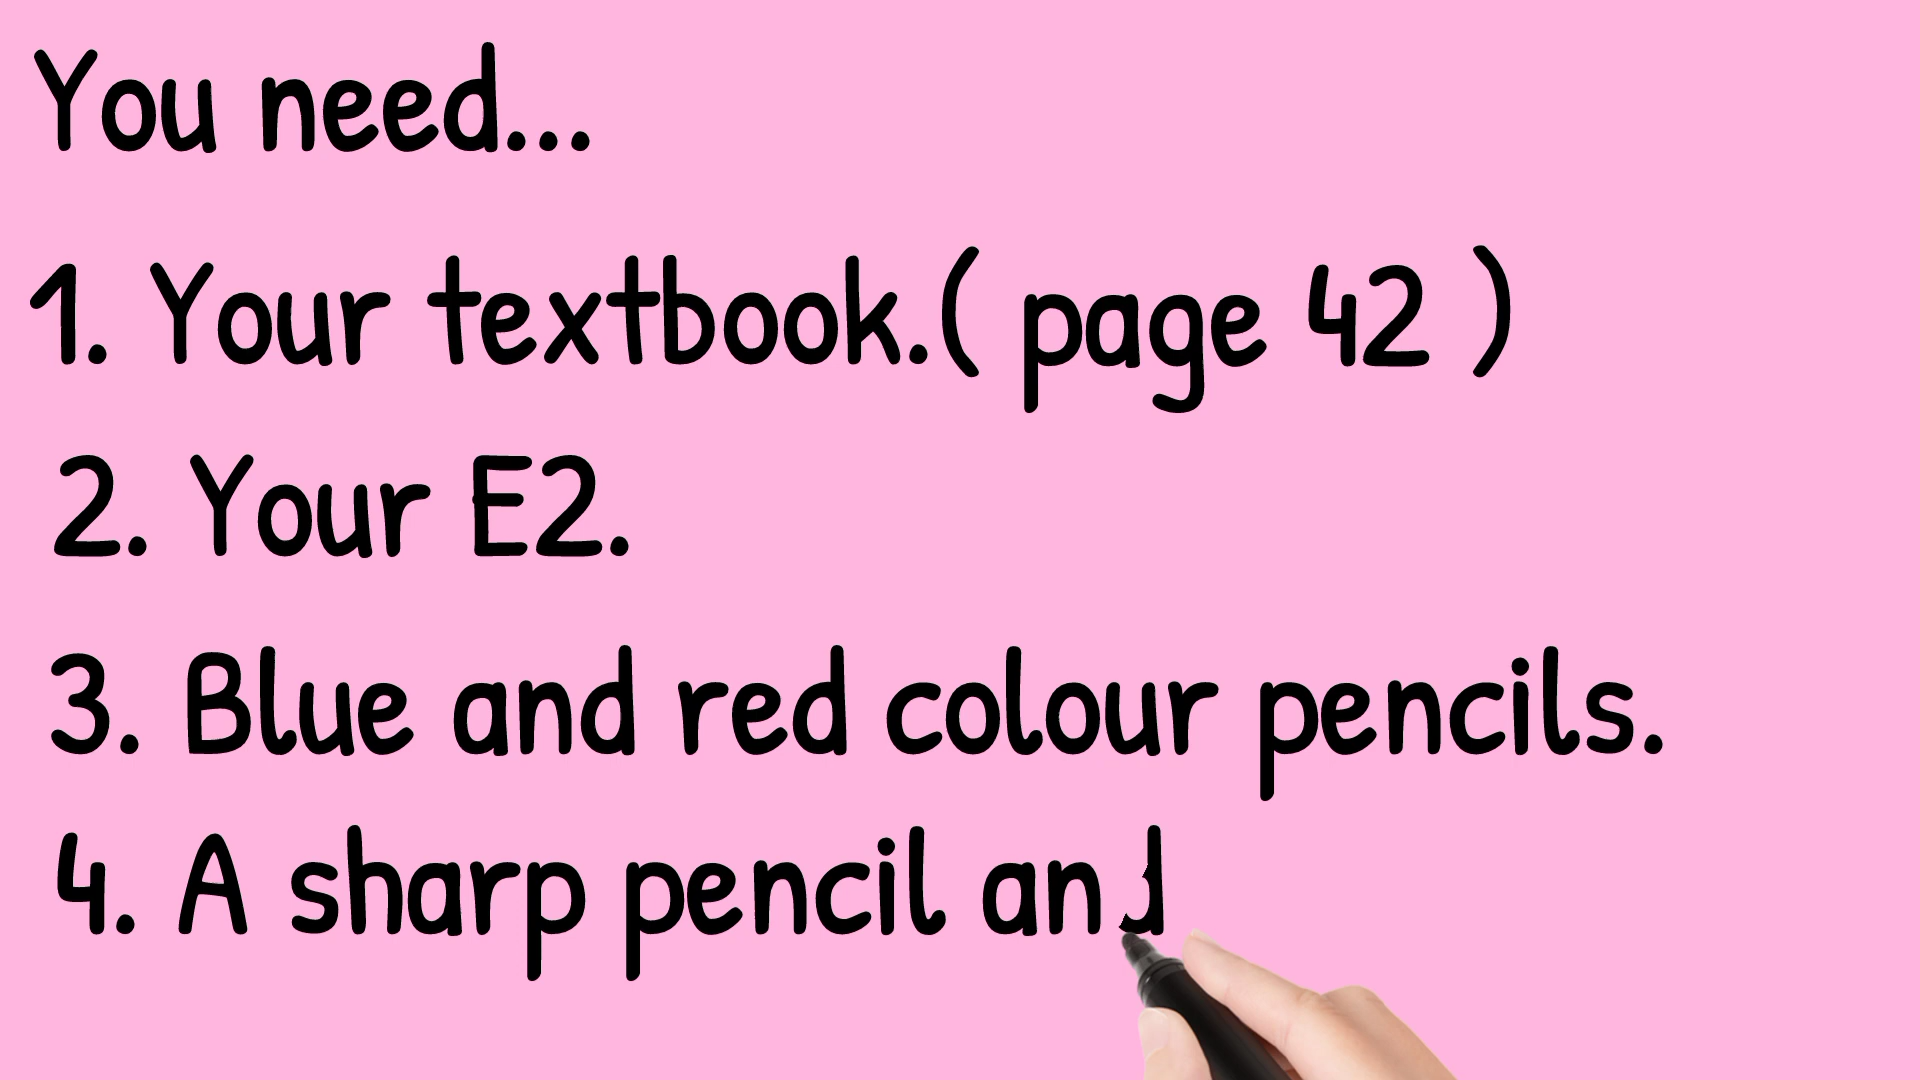 You need...
1. Your textbook.( page 42 )
2. Your E2.
3. Blue and red colour pencils.
4. A sharp pencil and